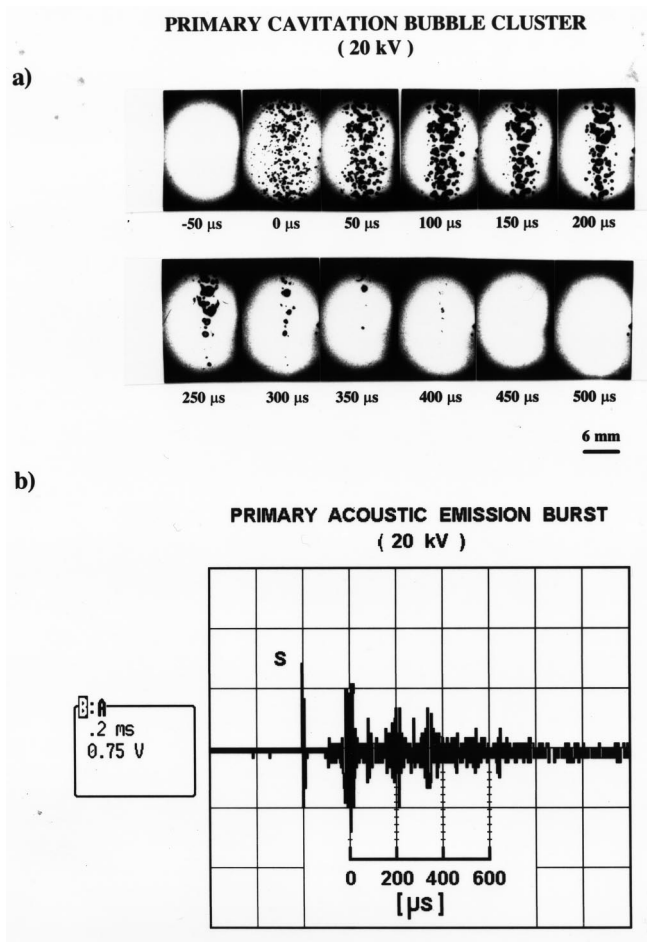 PRIMARY CAVITATION BUBBLE CLUSTER
( 20 kV )
a)
-50 μs 0 μs 50 μs 100 μs 150 μs 200 μs
250 μs 300 μs 350 μs 400 μs 450 μs 500 μs
6 mm
b)
PRIMARY ACOUSTIC EMISSION BURST
( 20 kV )
S
B:A
.2 ms
0.75 V
0 200 400 600
[μs]